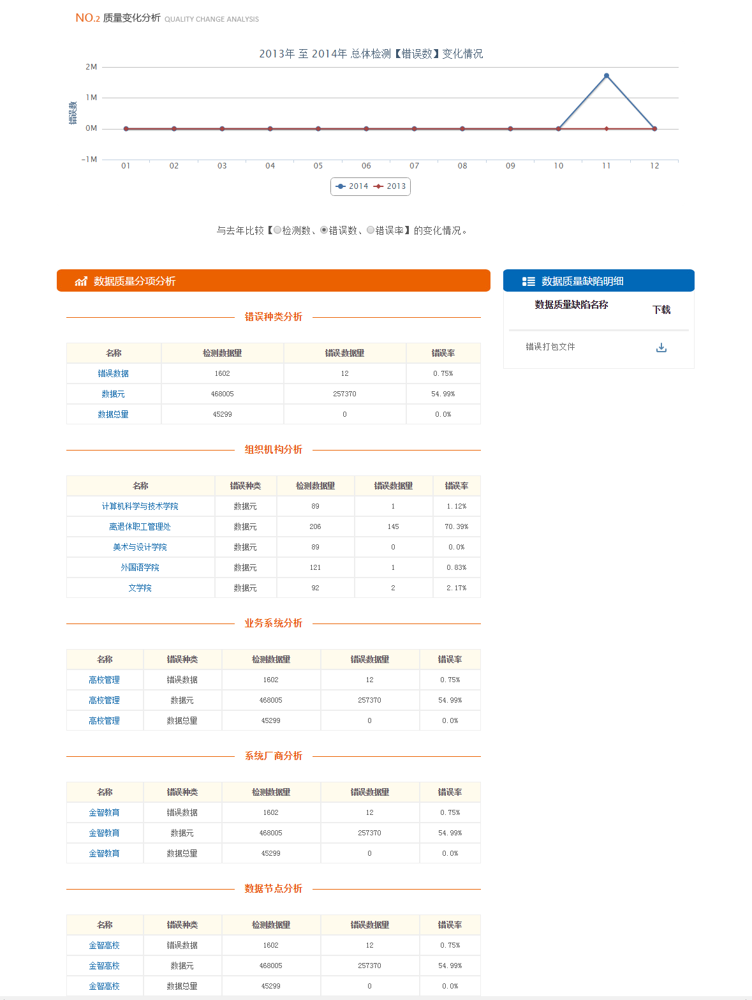 NO.2 质量变化分析 QUALITY CHANGE ANALYSIS
2013年 至 2014年 总体检测【错误数】变化情况
2M
1M
0M
-1M
错误数
01 02 03 04 05 06 07 08 09 10 11 12
2014 2013
与去年比较【检测数、错误数、错误率】的变化情况。
数据质量分项分析
错误种类分析
名称 检测数据量 错误数据量 错误率
错误数据 1602 12 0.75%
数据元 468005 257370 54.99%
数据总量 45299 0 0.0%
组织机构分析
名称 错误种类 检测数据量 错误数据量 错误率
计算机科学与技术学院 数据元 89 1 1.12%
离退休职工管理处 数据元 206 145 70.39%
美术与设计学院 数据元 89 0 0.0%
外国语学院 数据元 121 1 0.83%
文学院 数据元 92 2 2.17%
业务系统分析
名称 错误种类 检测数据量 错误数据量 错误率
高校管理 错误数据 1602 12 0.75%
高校管理 数据元 468005 257370 54.99%
高校管理 数据总量 45299 0 0.0%
系统厂商分析
名称 错误种类 检测数据量 错误数据量 错误率
金智教育 错误数据 1602 12 0.75%
金智教育 数据元 468005 257370 54.99%
金智教育 数据总量 45299 0 0.0%
数据节点分析
名称 错误种类 检测数据量 错误数据量 错误率
金智高校 错误数据 1602 12 0.75%
金智高校 数据元 468005 257370 54.99%
金智高校 数据总量 45299 0 0.0%
数据质量缺陷明细
数据质量缺陷名称 下载
错误打包文件